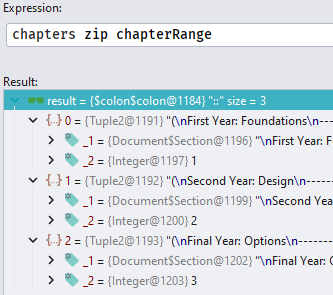 Expression:
chapters zip chapterRange
Result:
result = {$colon$colon@1184} "::" size = 3
{..} 0 = {Tuple2@1191} "(\nFirst Year: Foundations\n-----
_1 = {Document$Section@1196} "\nFirst Year: F
_2 = {Integer@1197} 1
{..} 1 = {Tuple2@1192} "(\nSecond Year: Design\n-------
_1 = {Document$Section@1199} "\nSecond Ye
_2 = {Integer@1200} 2
{..} 2 = {Tuple2@1193} "(\nFinal Year: Options\n--------
_1 = {Document$Section@1202} "\nFinal Year: O
_2 = {Integer@1203} 3